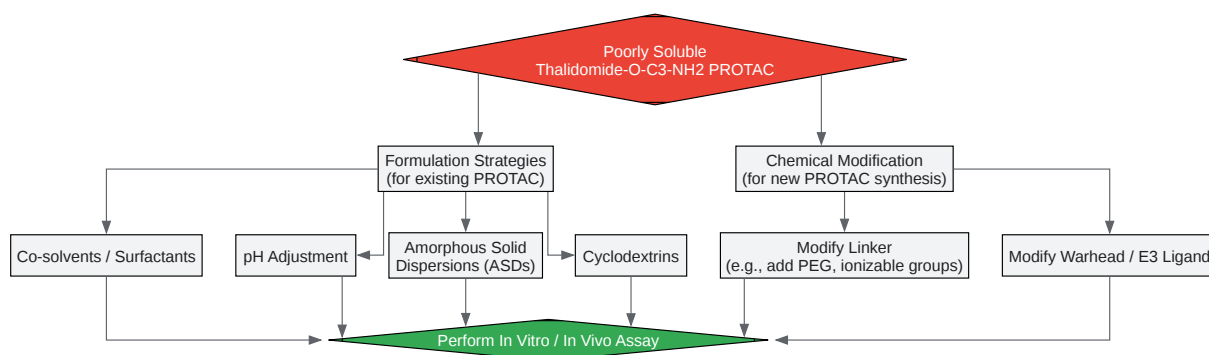 Poorly Soluble
Thalidomide-O-C3-NH2 PROTAC
Formulation Strategies
(for existing PROTAC)
Chemical Modification
(for new PROTAC synthesis)
Co-solvents / Surfactants
pH Adjustment
Amorphous Solid
Dispersions (ASDs)
Cyclodextrins
Modify Linker
(e.g., add PEG, ionizable groups)
Modify Warhead / E3 Ligand
Perform In Vitro / In Vivo Assay